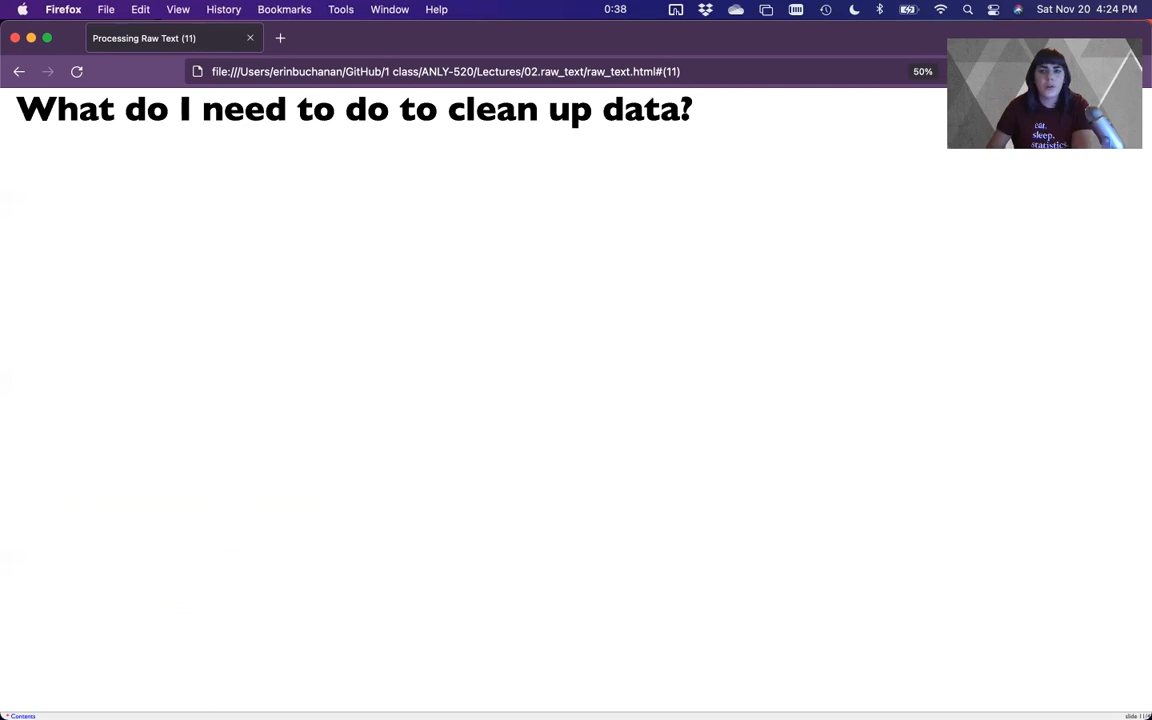 Firefox File Edit View History Bookmarks Tools Window Help 0:38 Sat Nov 20 4:24 PM
Processing Raw Text (11)
file:///Users/erinbuchanan/GitHub/1 class/ANLY-520/Lectures/02.raw_text/raw_text.html#(11) 50%
What do I need to do to clean up data?
eat.
sleep.
statistics.
Contents
slide